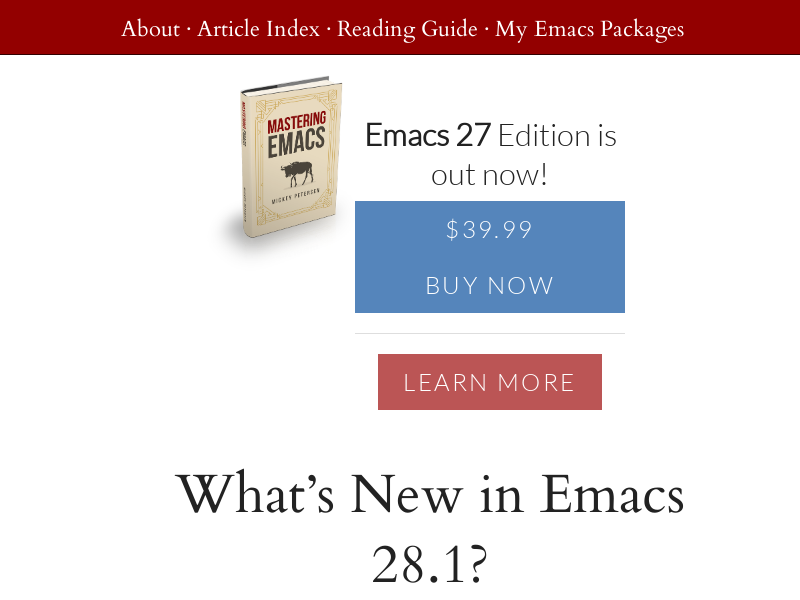 About · Article Index · Reading Guide · My Emacs Packages
MASTERING
EMACS
MICKEY PETERSEN
Emacs 27 Edition is
out now!
$39.99
BUY NOW
LEARN MORE
What’s New in Emacs
28.1?